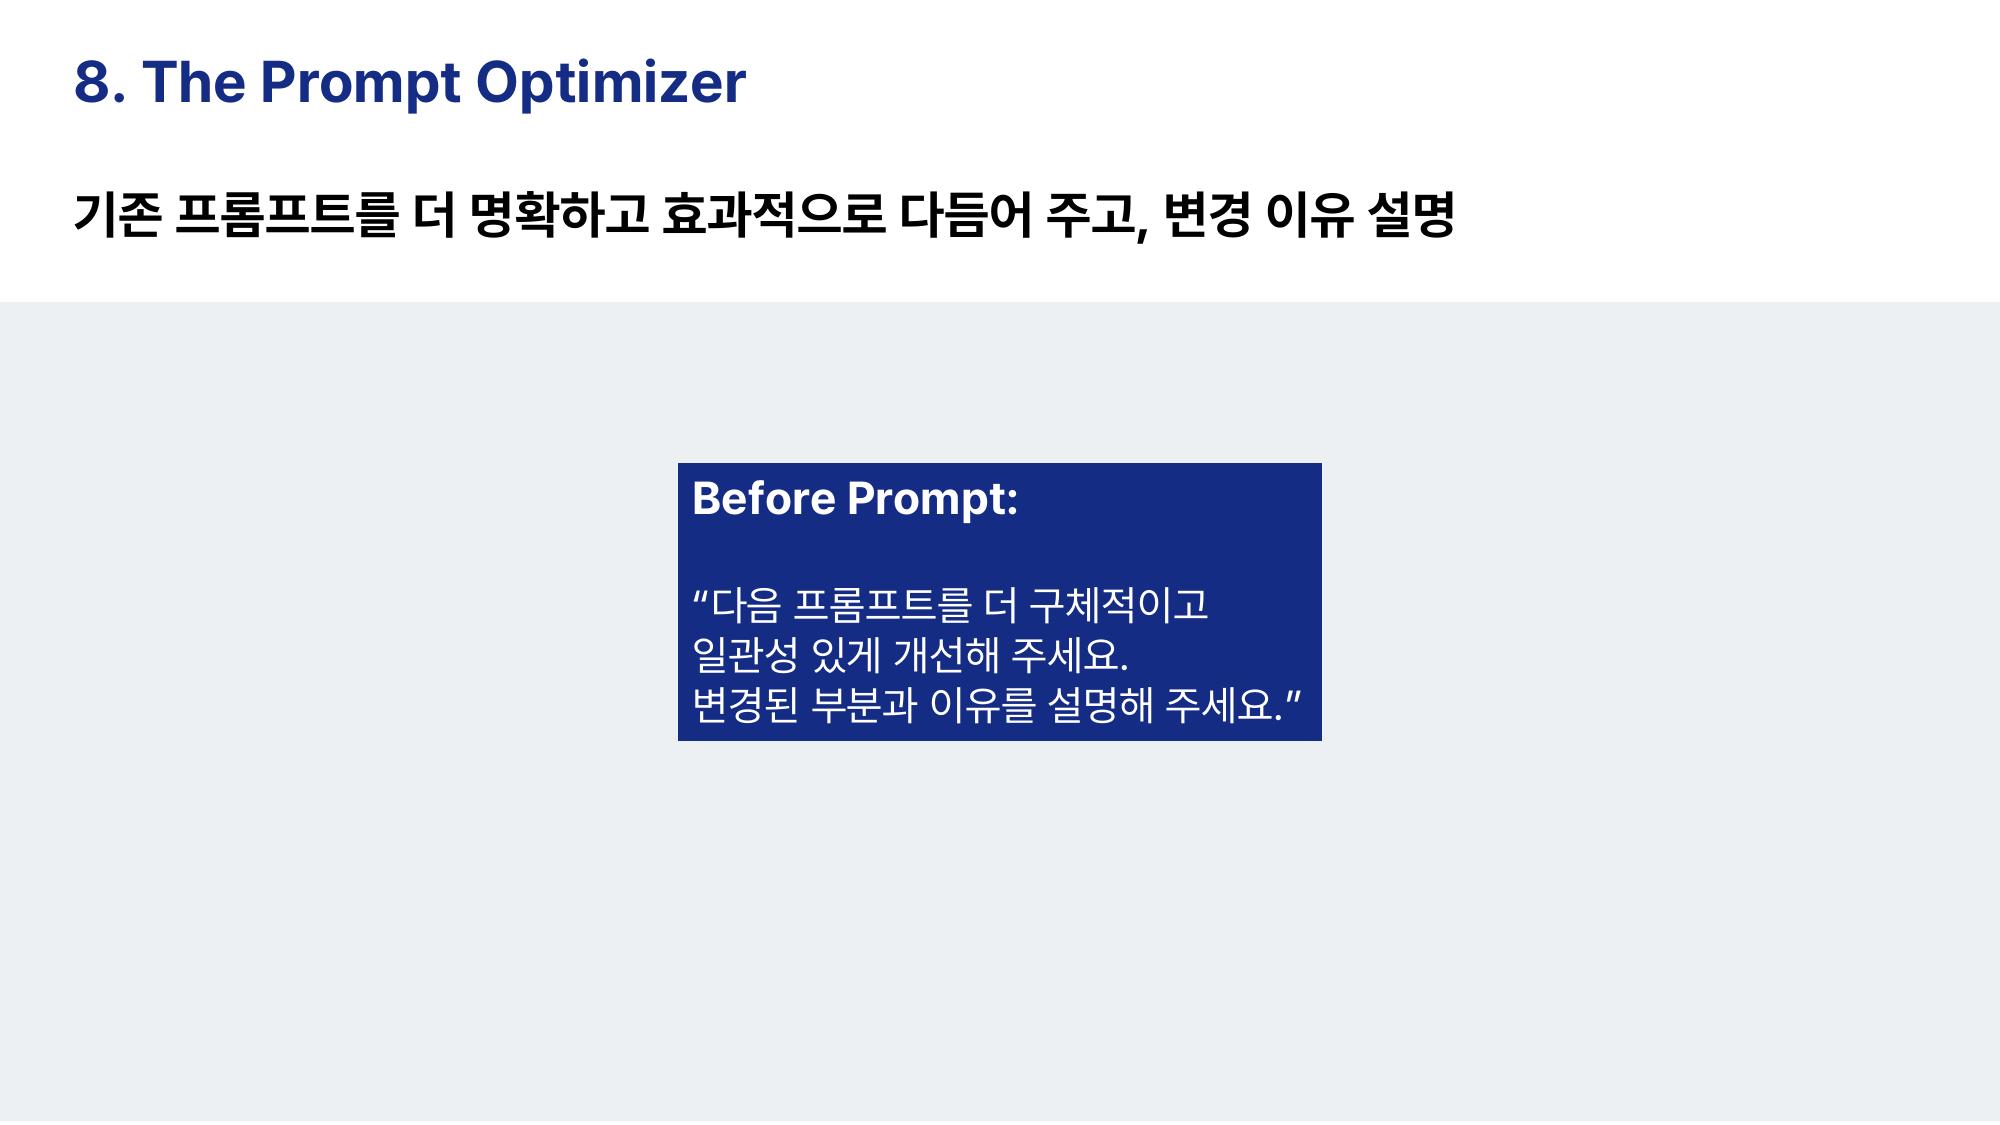 8. The Prompt Optimizer
기존 프롬프트를 더 명확하고 효과적으로 다듬어 주고, 변경 이유 설명
Before Prompt:
“다음 프롬프트를 더 구체적이고
일관성 있게 개선해 주세요.
변경된 부분과 이유를 설명해 주세요.”